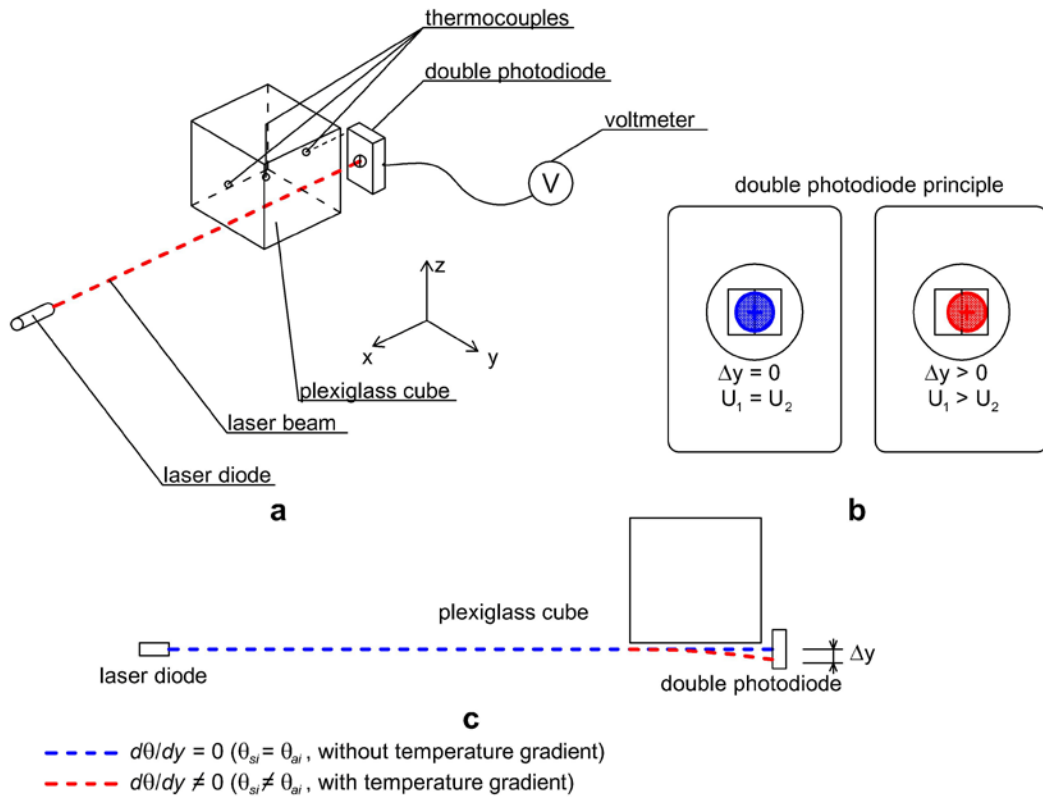 thermocouples
double photodiode
voltmeter
V
double photodiode principle
z
x
y
plexiglass cube
laser beam
laser diode
Δy = 0
U₁ = U₂
Δy > 0
U₁ > U₂
a
b
plexiglass cube
laser diode
Δy
double photodiode
c
dθ/dy = 0 (θsi = θai , without temperature gradient)
dθ/dy ≠ 0 (θsi ≠ θai , with temperature gradient)